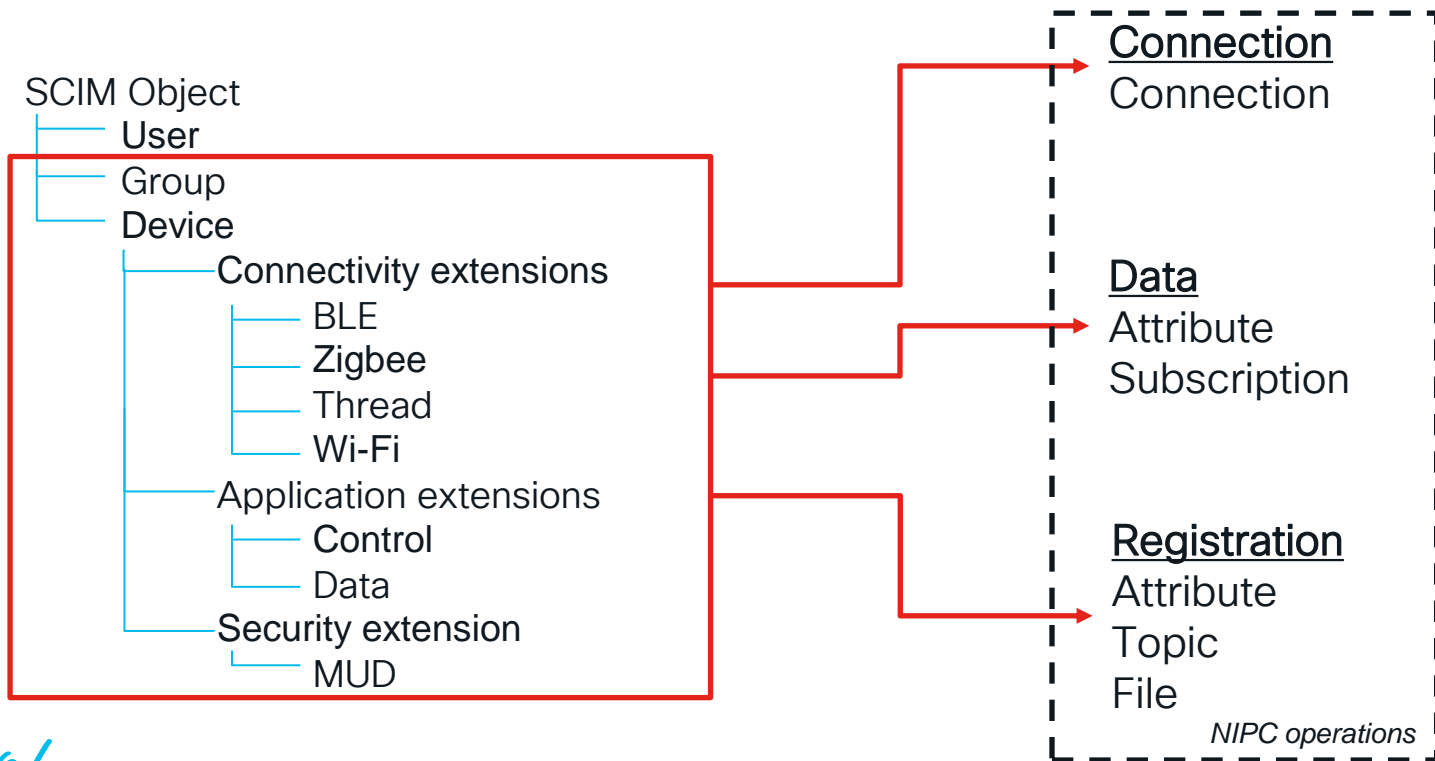 SCIM Object
User
Group
Device
Connectivity extensions
BLE
Zigbee
Thread
Wi-Fi
Application extensions
Control
Data
Security extension
MUD
Connection
Connection
Data
Attribute
Subscription
Registration
Attribute
Topic
File
NIPC operations